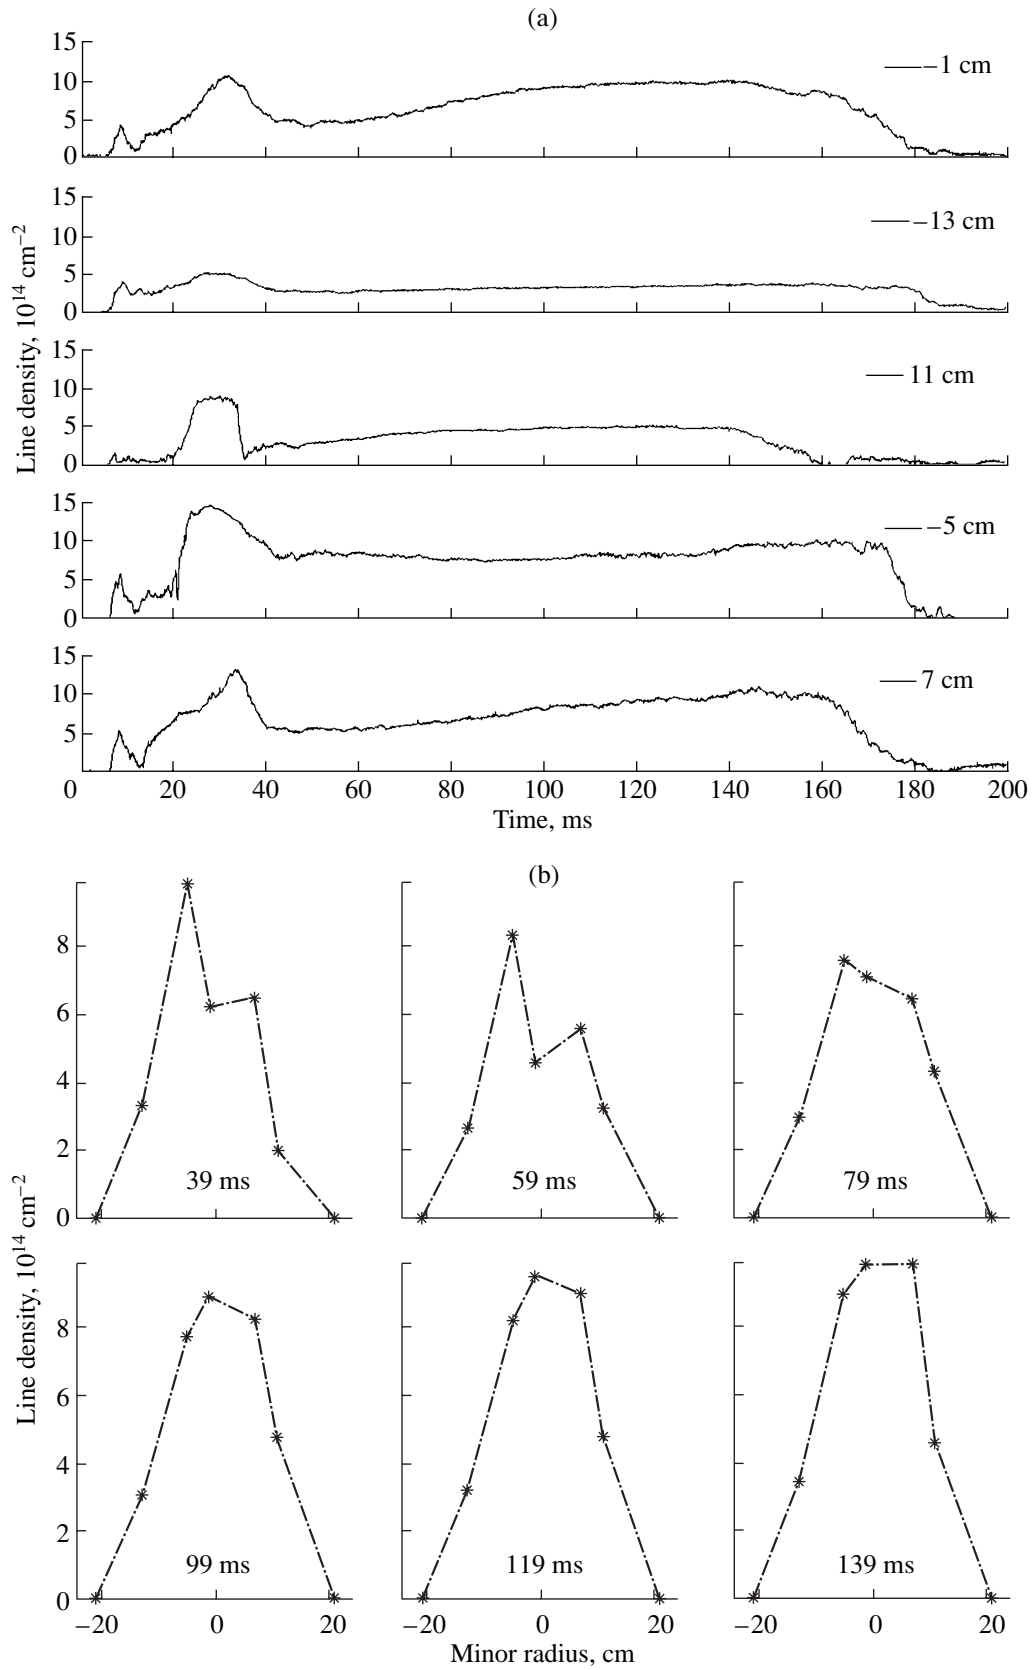 (a)
15
10
5
0
–1 cm
15
10
5
0
–13 cm
15
10
5
0
11 cm
15
10
5
0
–5 cm
15
10
5
7 cm
Line density, 10¹⁴ cm⁻²
0 20 40 60 80 100 120 140 160 180 200
Time, ms
(b)
8
6
4
2
0
39 ms
59 ms
79 ms
8
6
4
2
0
99 ms
119 ms
139 ms
Line density, 10¹⁴ cm⁻²
–20 0 20
–20 0 20
–20 0 20
Minor radius, cm